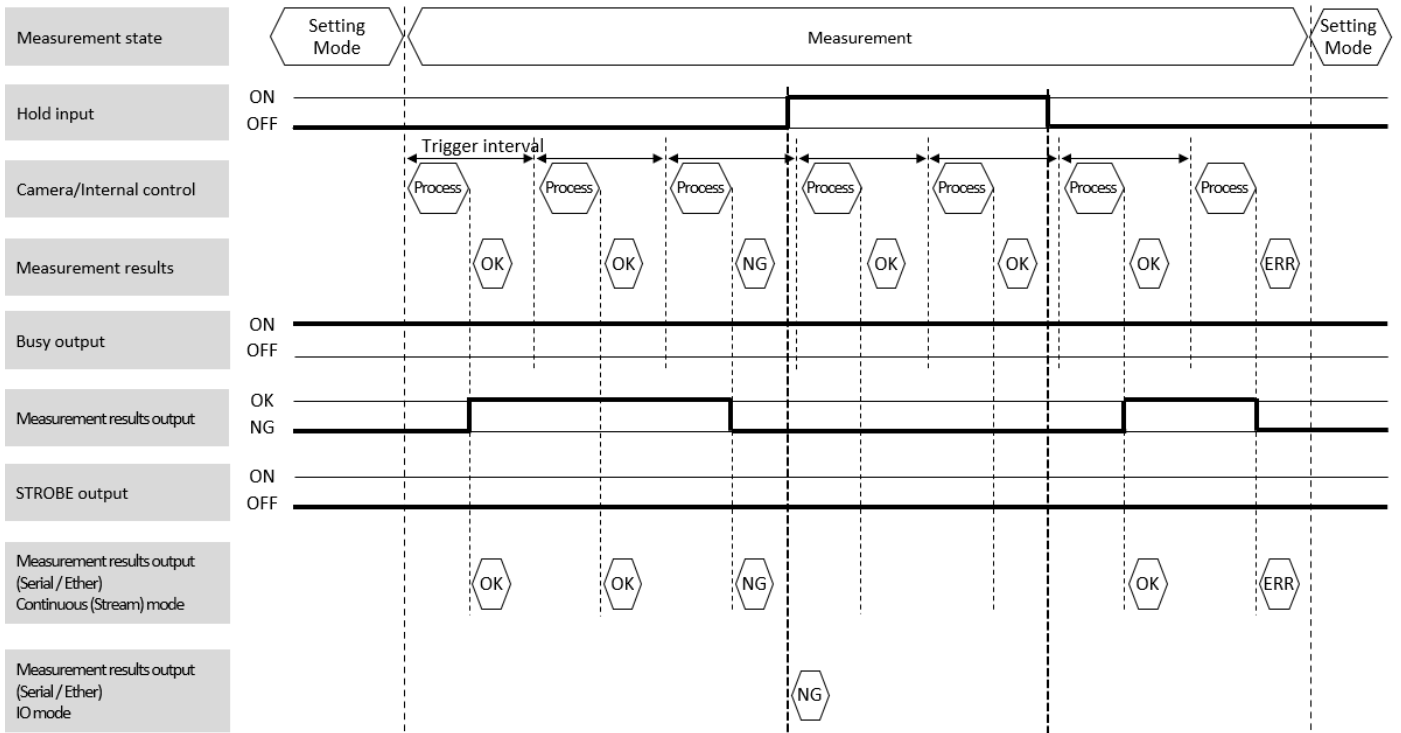 Measurement state
Setting
Mode
Measurement
Setting
Mode
Hold input
ON
OFF
Trigger interval
Camera/Internal control
Process
Process
Process
Process
Process
Process
Process
Measurement results
OK
OK
NG
OK
OK
OK
ERR
Busy output
ON
OFF
Measurement results output
OK
NG
STROBE output
ON
OFF
Measurement results output
(Serial / Ether)
Continuous (Stream) mode
OK
OK
NG
OK
ERR
Measurement results output
(Serial / Ether)
IO mode
NG